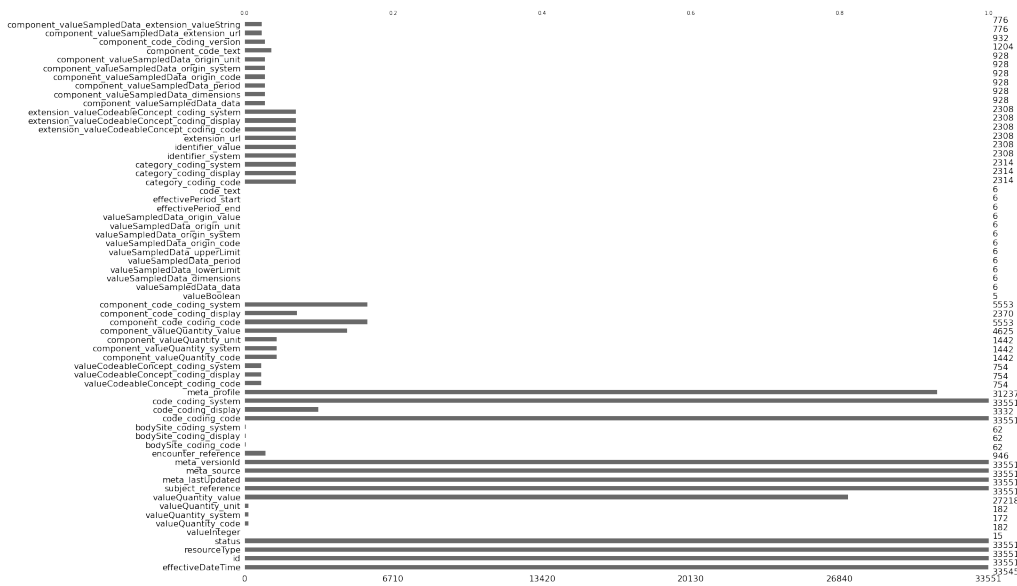 0.0 0.2 0.4 0.6 0.8 1.0
component_valueSampledData_extension_valueString 776
component_valueSampledData_extension_url 776
component_code_coding_version 932
component_code_text 1204
component_valueSampledData_origin_unit 928
component_valueSampledData_origin_system 928
component_valueSampledData_origin_code 928
component_valueSampledData_period 928
component_valueSampledData_dimensions 928
component_valueSampledData_data 928
extension_valueCodeableConcept_coding_system 2308
extension_valueCodeableConcept_coding_display 2308
extension_valueCodeableConcept_coding_code 2308
extension_url 2308
identifier_value 2308
identifier_system 2308
category_coding_system 2314
category_coding_display 2314
category_coding_code 2314
code_text 6
effectivePeriod_start 6
effectivePeriod_end 6
valueSampledData_origin_value 6
valueSampledData_origin_unit 6
valueSampledData_origin_system 6
valueSampledData_origin_code 6
valueSampledData_upperLimit 6
valueSampledData_period 6
valueSampledData_lowerLimit 6
valueSampledData_dimensions 6
valueSampledData_data 6
valueBoolean 5
component_code_coding_system 5553
component_code_coding_display 2370
component_code_coding_code 5553
component_valueQuantity_value 4625
component_valueQuantity_unit 1442
component_valueQuantity_system 1442
component_valueQuantity_code 1442
valueCodeableConcept_coding_system 754
valueCodeableConcept_coding_display 754
valueCodeableConcept_coding_code 754
meta_profile 31237
code_coding_system 33551
code_coding_display 3332
code_coding_code 33551
bodySite_coding_system 62
bodySite_coding_display 62
bodySite_coding_code 62
encounter_reference 946
meta_versionId 33551
meta_source 33551
meta_lastUpdated 33551
subject_reference 33551
valueQuantity_value 27218
valueQuantity_unit 182
valueQuantity_system 172
valueQuantity_code 182
valueInteger 15
status 33551
resourceType 33551
id 33551
effectiveDateTime 33545
0 6710 13420 20130 26840 33551